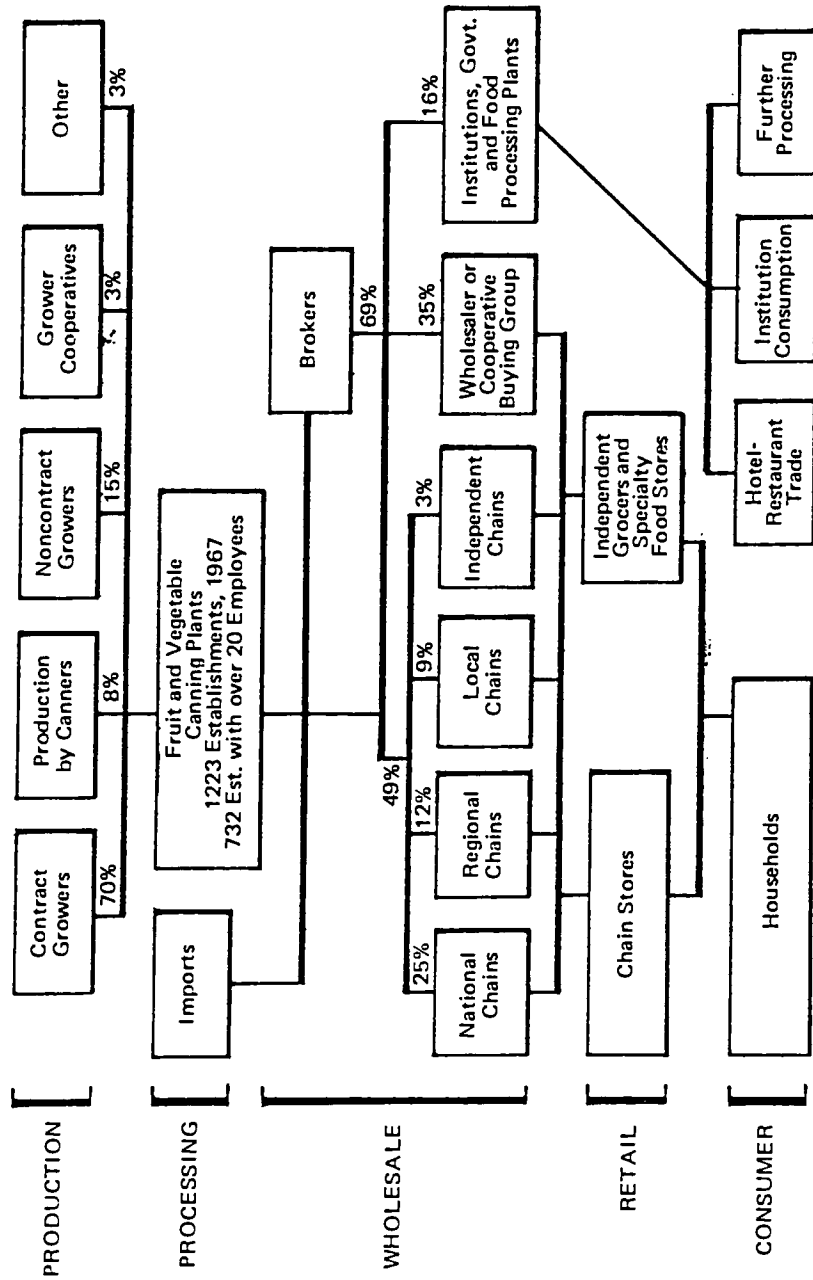 PRODUCTION
Contract
Growers
70%
Production
by Canners
8%
Noncontract
Growers
15%
Grower
Cooperatives
3%
Other
3%
PROCESSING
Imports
Fruit and Vegetable
Canning Plants
1223 Establishments, 1967
732 Est. with over 20 Employees
WHOLESALE
Brokers
69%
49%
25%
National
Chains
12%
Regional
Chains
9%
Local
Chains
3%
Independent
Chains
35%
Wholesaler or
Cooperative
Buying Group
16%
Institutions, Govt.
and Food
Processing Plants
RETAIL
Chain Stores
Independent
Grocers and
Specialty
Food Stores
CONSUMER
Households
Hotel-
Restaurant
Trade
Institution
Consumption
Further
Processing